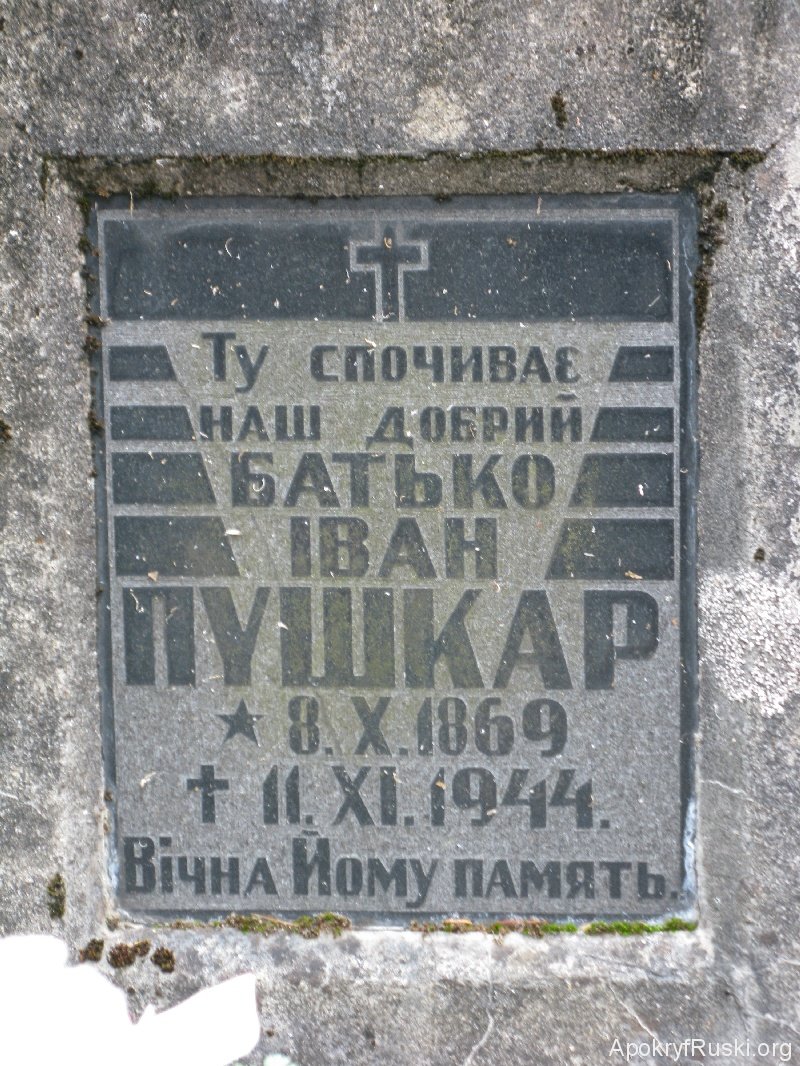 Ту спочиває
наш добрий
БАТЬКО
ІВАН
ПУШКАР
★ 8. X. 1869
† 11. XI. 1944.
Вічна Йому память.
ApokryfRuski.org